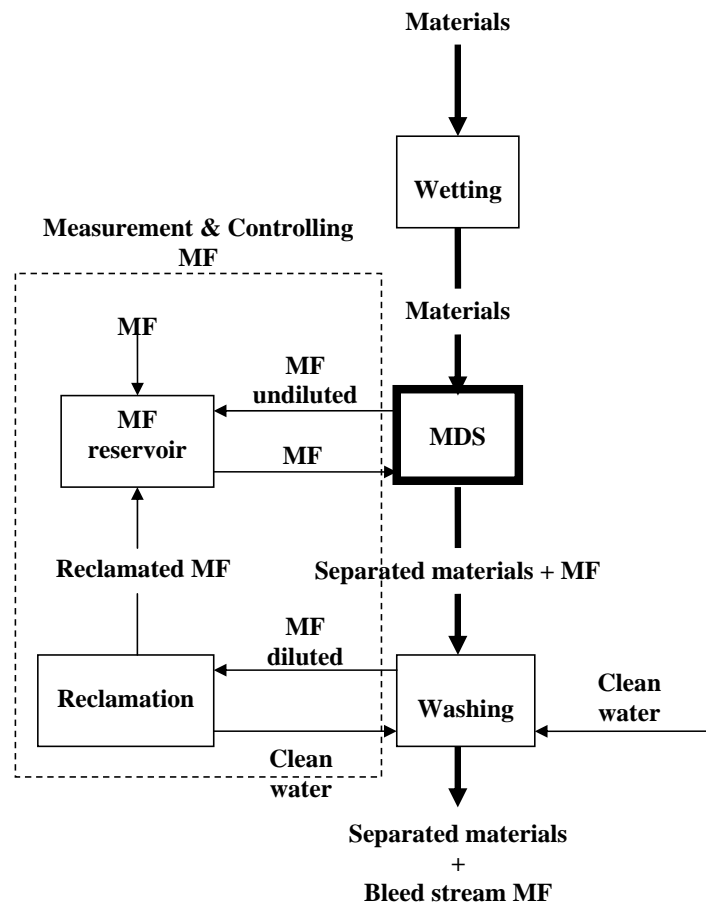 Materials
Wetting
Measurement & Controlling
MF
Materials
MF
MF
undiluted
MF
reservoir
MDS
MF
Reclamated MF
Separated materials + MF
MF
diluted
Reclamation
Washing
Clean
water
Clean
water
Separated materials
+
Bleed stream MF